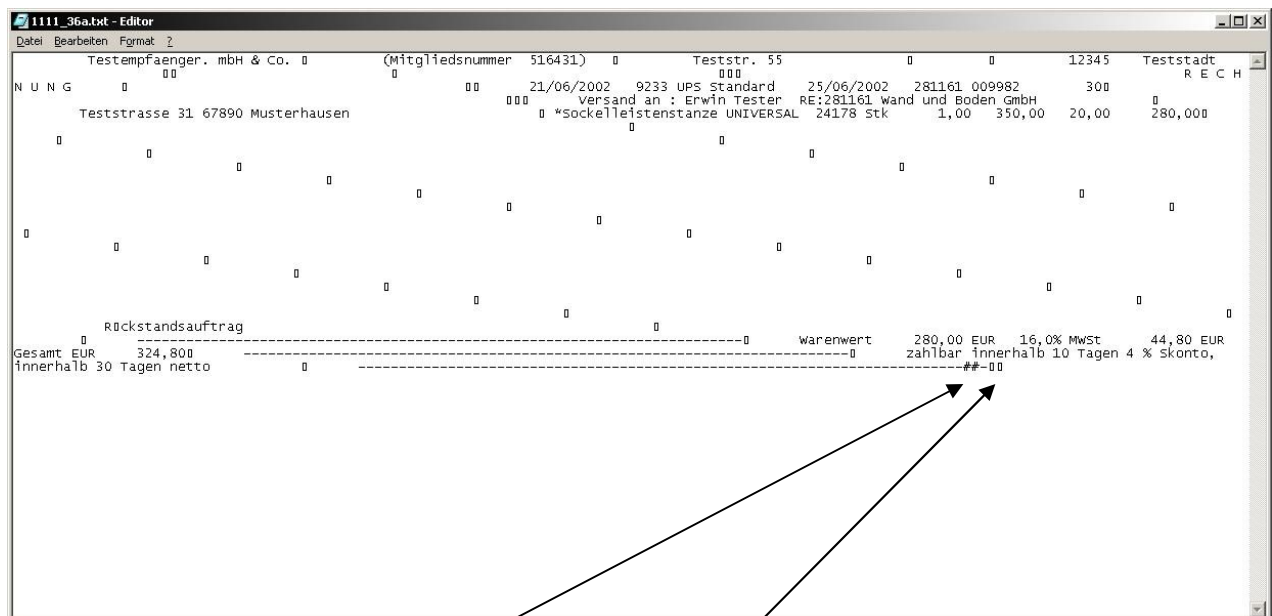 1111_36a.txt - Editor
Datei Bearbeiten Format ?
Testempfaenger. mbH & Co. (Mitgliedsnummer 516431) Teststr. 55 12345 Teststadt
R E C H
N U N G 21/06/2002 9233 UPS Standard 25/06/2002 281161 009982 30
Versand an : Erwin Tester RE:281161 Wand und Boden GmbH
Teststrasse 31 67890 Musterhausen "Sockelleistenstanze UNIVERSAL 24178 Stk 1,00 350,00 20,00 280,00
R▯ckstandsauftrag
-------------------------------------------------------------------------- Warenwert 280,00 EUR 16,0% MwSt 44,80 EUR
Gesamt EUR 324,80 -------------------------------------------------------------------------- zahlbar innerhalb 10 Tagen 4 % Skonto,
innerhalb 30 Tagen netto --------------------------------------------------------------------------##-